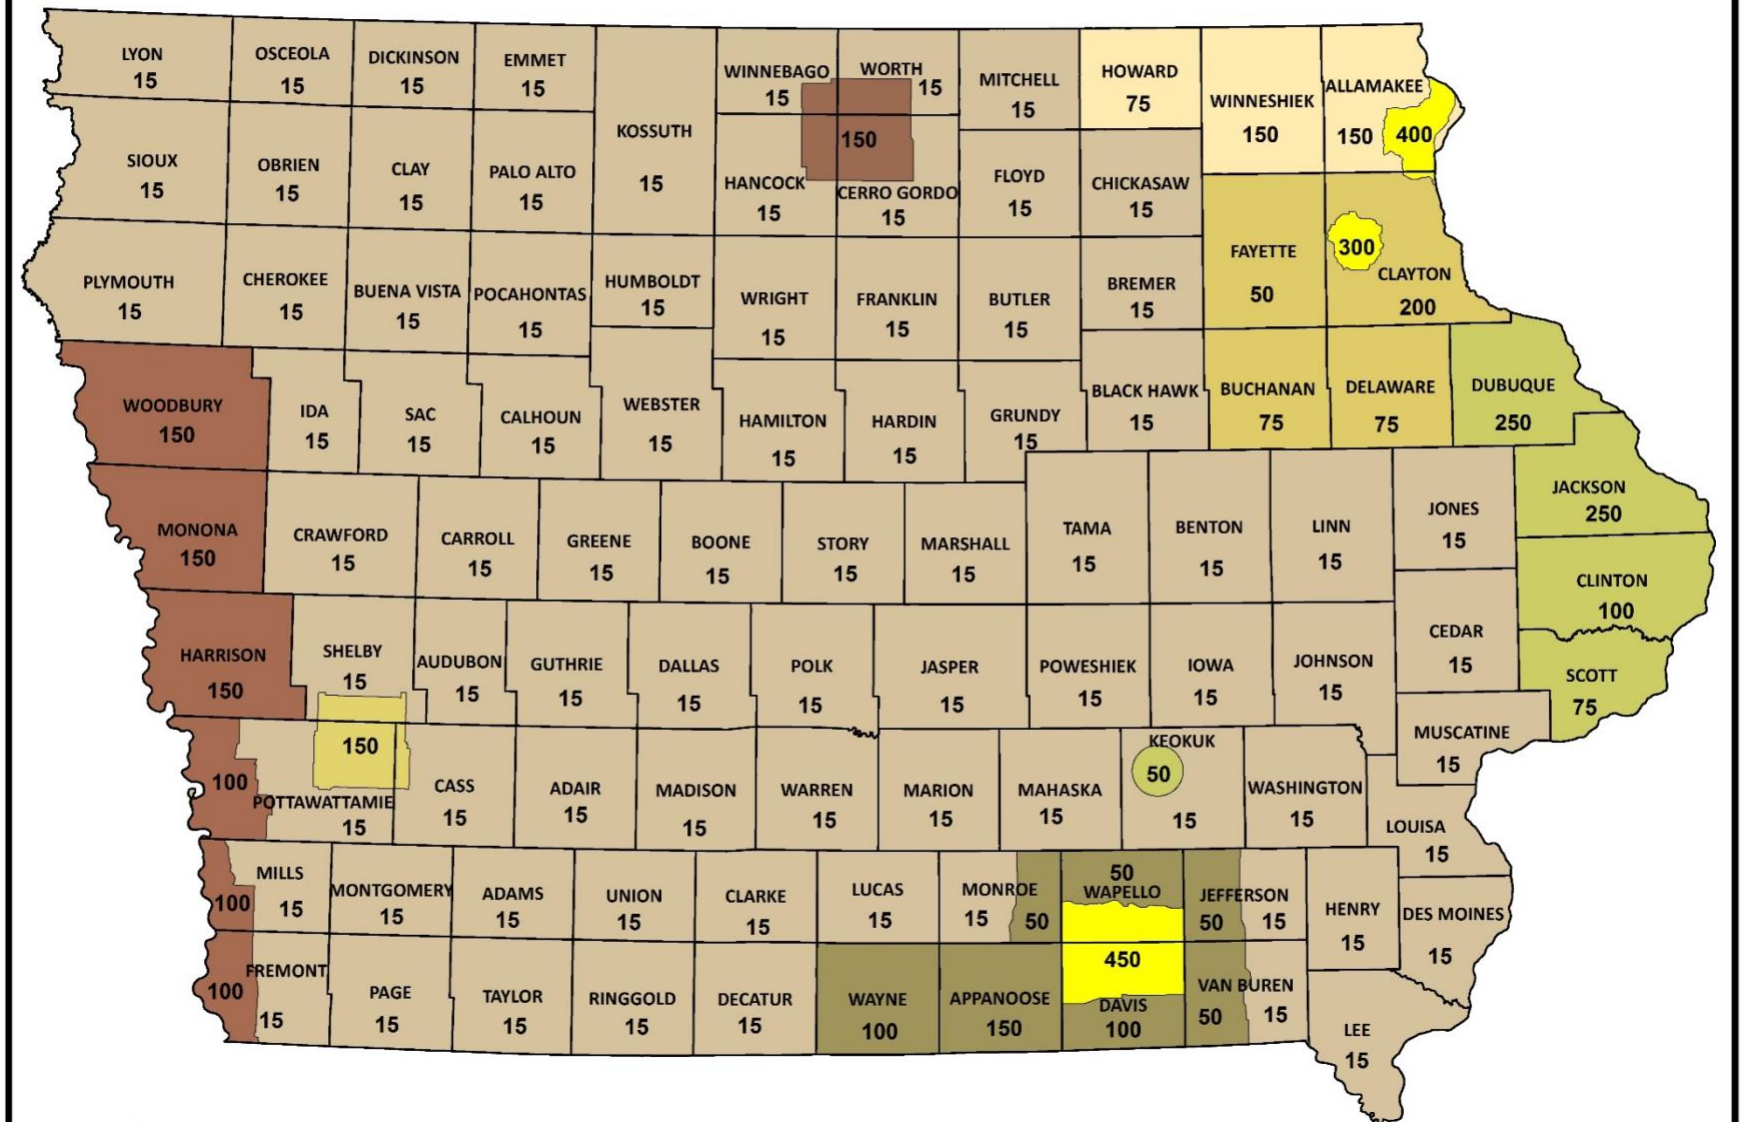 LYON
15
OSCEOLA
15
DICKINSON
15
EMMET
15
KOSSUTH
15
WINNEBAGO
15
WORTH
15
MITCHELL
15
HOWARD
75
WINNESHIEK
150
ALLAMAKEE
150
400
SIOUX
15
OBRIEN
15
CLAY
15
PALO ALTO
15
150
HANCOCK
15
CERRO GORDO
15
FLOYD
15
CHICKASAW
15
FAYETTE
50
300
CLAYTON
200
PLYMOUTH
15
CHEROKEE
15
BUENA VISTA
15
POCAHONTAS
15
HUMBOLDT
15
WRIGHT
15
FRANKLIN
15
BUTLER
15
BREMER
15
WOODBURY
150
IDA
15
SAC
15
CALHOUN
15
WEBSTER
15
HAMILTON
15
HARDIN
15
GRUNDY
15
BLACK HAWK
15
BUCHANAN
75
DELAWARE
75
DUBUQUE
250
MONONA
150
CRAWFORD
15
CARROLL
15
GREENE
15
BOONE
15
STORY
15
MARSHALL
15
TAMA
15
BENTON
15
LINN
15
JONES
15
JACKSON
250
CLINTON
100
HARRISON
150
SHELBY
15
AUDUBON
15
GUTHRIE
15
DALLAS
15
POLK
15
JASPER
15
POWESHIEK
15
IOWA
15
JOHNSON
15
CEDAR
15
SCOTT
75
MUSCATINE
15
100
150
POTTAWATTAMIE
15
CASS
15
ADAIR
15
MADISON
15
WARREN
15
MARION
15
MAHASKA
15
KEOKUK
50
15
WASHINGTON
15
LOUISA
15
100
MILLS
15
MONTGOMERY
15
ADAMS
15
UNION
15
CLARKE
15
LUCAS
15
MONROE
15
50
50
WAPELLO
450
JEFFERSON
50
15
HENRY
15
DES MOINES
15
100
FREMONT
15
PAGE
15
TAYLOR
15
RINGGOLD
15
DECATUR
15
WAYNE
100
APPANOOSE
150
DAVIS
100
VAN BUREN
50
15
LEE
15